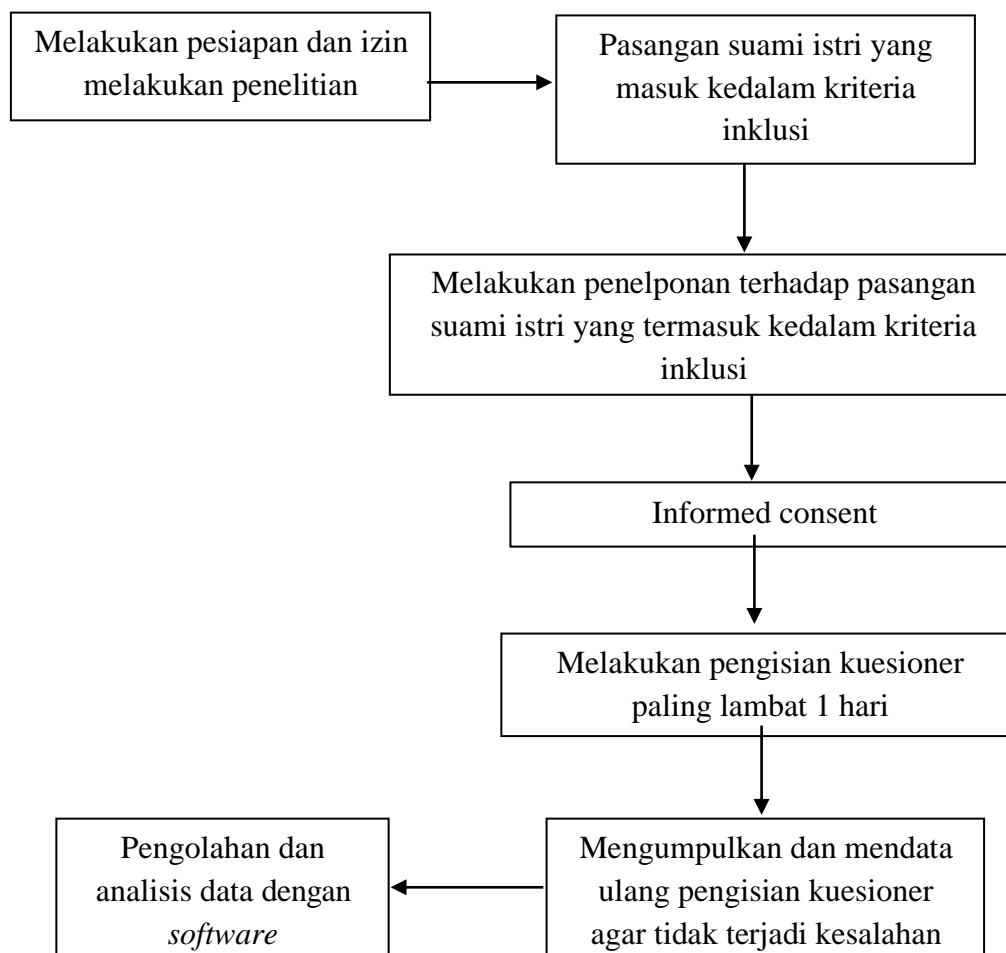 Melakukan pesiapan dan izin
melakukan penelitian
Pasangan suami istri yang
masuk kedalam kriteria
inklusi
Melakukan penelponan terhadap pasangan
suami istri yang termasuk kedalam kriteria
inklusi
Informed consent
Melakukan pengisian kuesioner
paling lambat 1 hari
Mengumpulkan dan mendata
ulang pengisian kuesioner
agar tidak terjadi kesalahan
Pengolahan dan
analisis data dengan
software